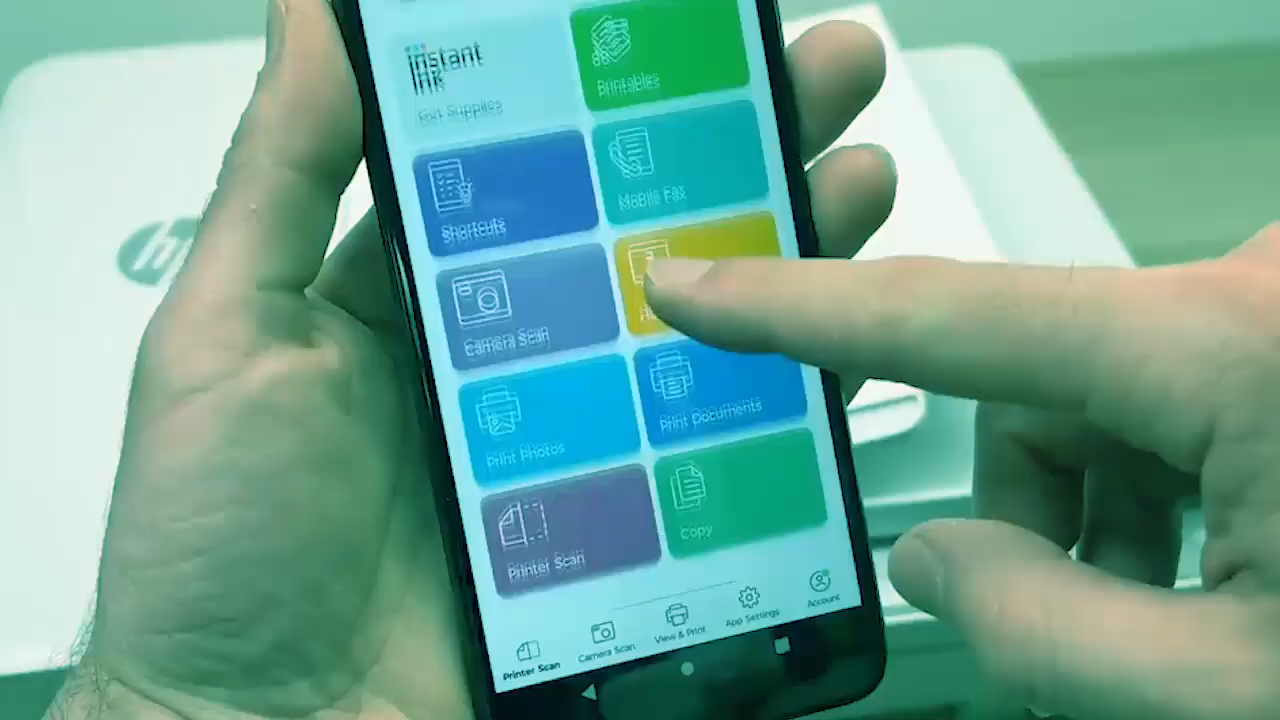 hp
instant
ink
Get Supplies
Printables
Shortcuts
Mobile Fax
Camera Scan
Print Photos
Print Documents
Printer Scan
Copy
Printer Scan
Camera Scan
View & Print
App Settings
Account